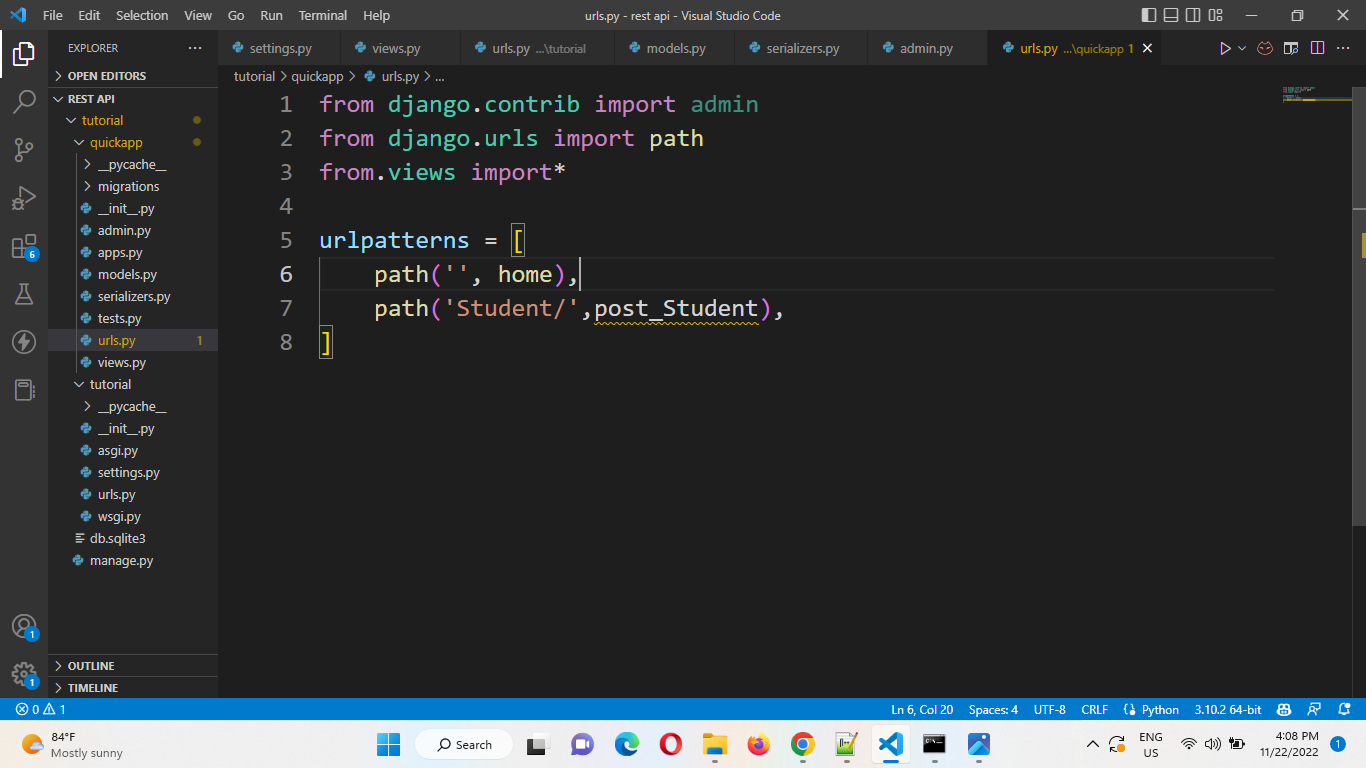 File Edit Selection View Go Run Terminal Help urls.py - rest api - Visual Studio Code
EXPLORER ···
settings.py views.py urls.py ...\tutorial models.py serializers.py admin.py urls.py ...\quickapp 1
tutorial > quickapp > urls.py > ...
OPEN EDITORS
REST API
tutorial
quickapp
__pycache__
migrations
__init__.py
admin.py
apps.py
models.py
serializers.py
tests.py
urls.py 1
views.py
tutorial
__pycache__
__init__.py
asgi.py
settings.py
urls.py
wsgi.py
db.sqlite3
manage.py
OUTLINE
TIMELINE
6
1
1
1 from django.contrib import admin
2 from django.urls import path
3 from.views import*
4
5 urlpatterns = [
6     path('', home),
7     path('Student/',post_Student),
8 ]
0 1 Ln 6, Col 20 Spaces: 4 UTF-8 CRLF Python 3.10.2 64-bit
84°F
Mostly sunny
Search
ENG
US
4:08 PM
11/22/2022
1